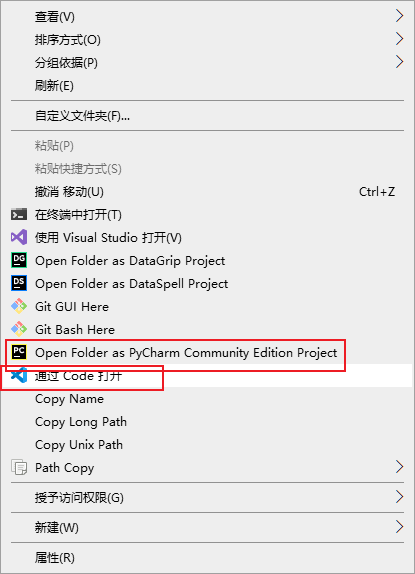 查看(V)
排序方式(O)
分组依据(P)
刷新(E)
自定义文件夹(F)...
粘贴(P)
粘贴快捷方式(S)
撤消 移动(U) Ctrl+Z
在终端中打开(T)
使用 Visual Studio 打开(V)
DG Open Folder as DataGrip Project
DS Open Folder as DataSpell Project
Git GUI Here
Git Bash Here
PC Open Folder as PyCharm Community Edition Project
通过 Code 打开
Copy Name
Copy Long Path
Copy Unix Path
Path Copy
授予访问权限(G)
新建(W)
属性(R)